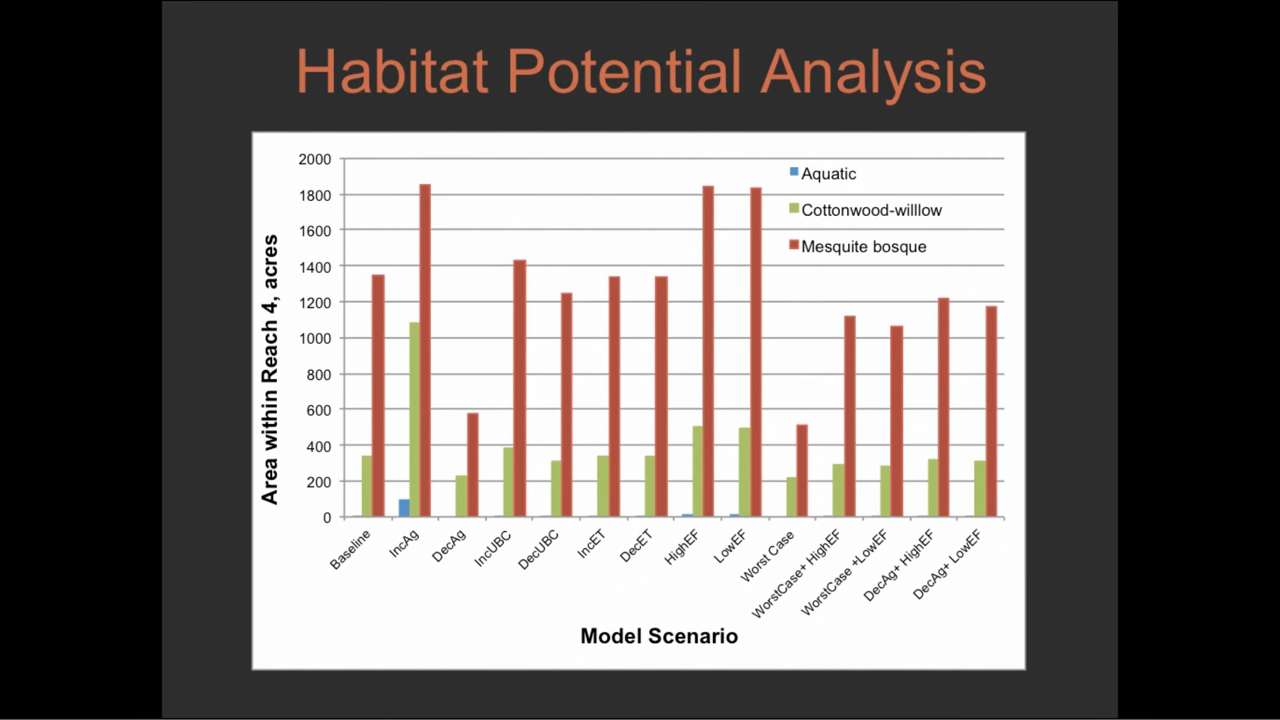 Habitat Potential Analysis
2000
1800
1600
1400
1200
1000
800
600
400
200
0
Area within Reach 4, acres
Aquatic
Cottonwood-willlow
Mesquite bosque
Baseline
IncAg
DecAg
IncUBC
DecUBC
IncET
DecET
HighEF
LowEF
Worst Case
WorstCase+ HighEF
WorstCase +LowEF
DecAg+ HighEF
DecAg+ LowEF
Model Scenario